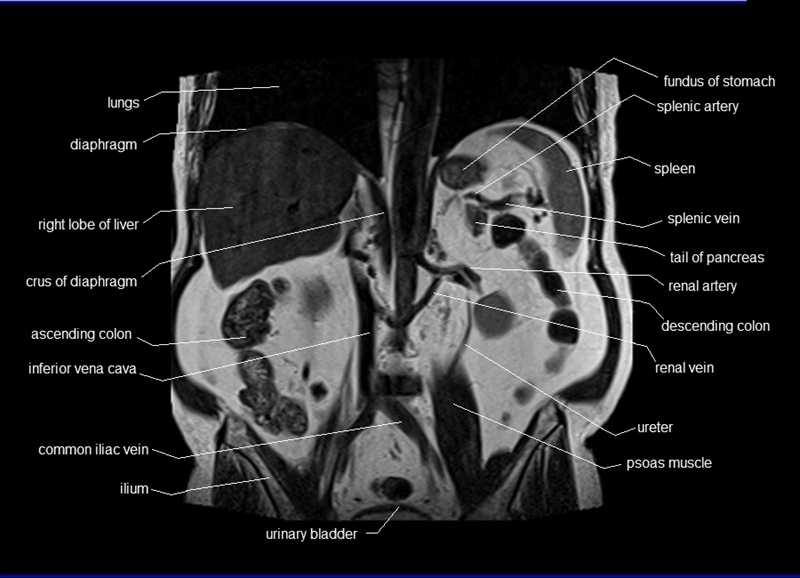 lungs
diaphragm
right lobe of liver
crus of diaphragm
ascending colon
inferior vena cava
common iliac vein
ilium
urinary bladder
fundus of stomach
splenic artery
spleen
splenic vein
tail of pancreas
renal artery
descending colon
renal vein
ureter
psoas muscle